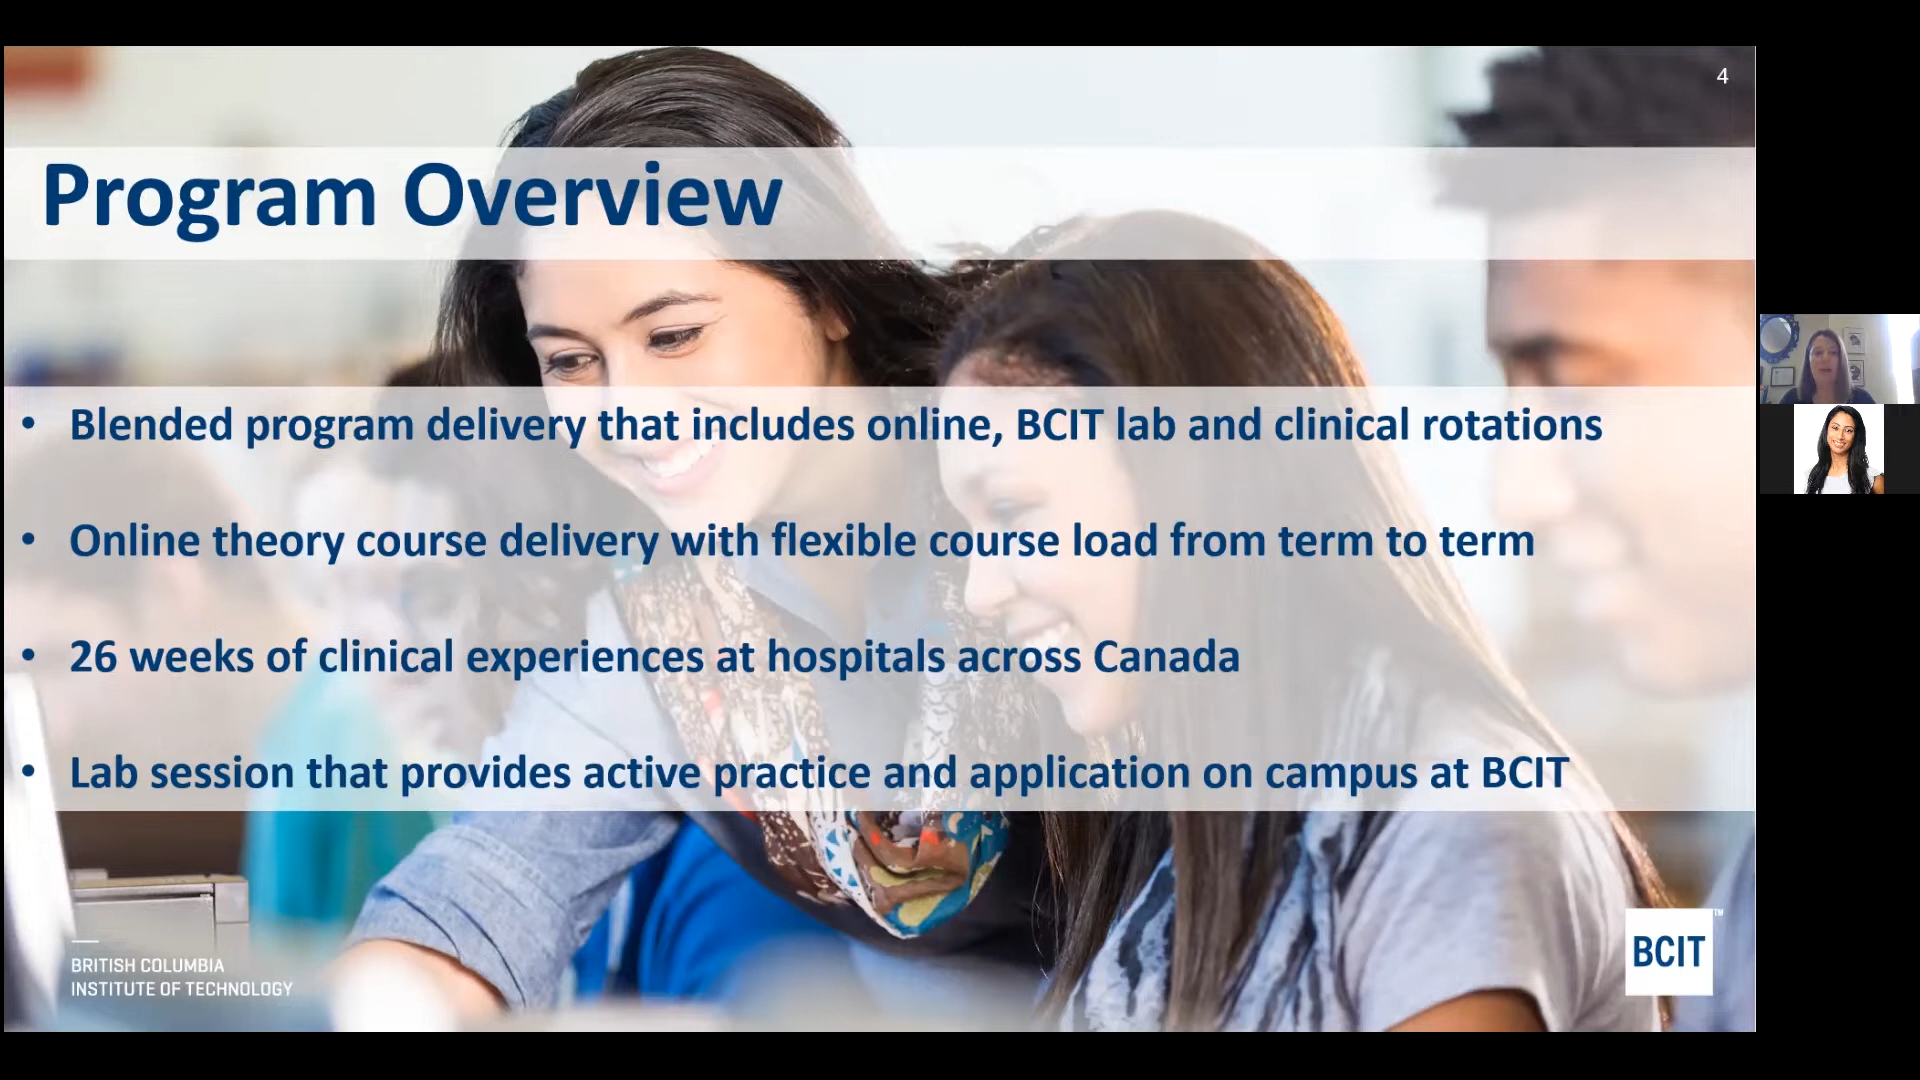 4
Program Overview
• Blended program delivery that includes online, BCIT lab and clinical rotations
• Online theory course delivery with flexible course load from term to term
• 26 weeks of clinical experiences at hospitals across Canada
• Lab session that provides active practice and application on campus at BCIT
BRITISH COLUMBIA
INSTITUTE OF TECHNOLOGY
BCIT™